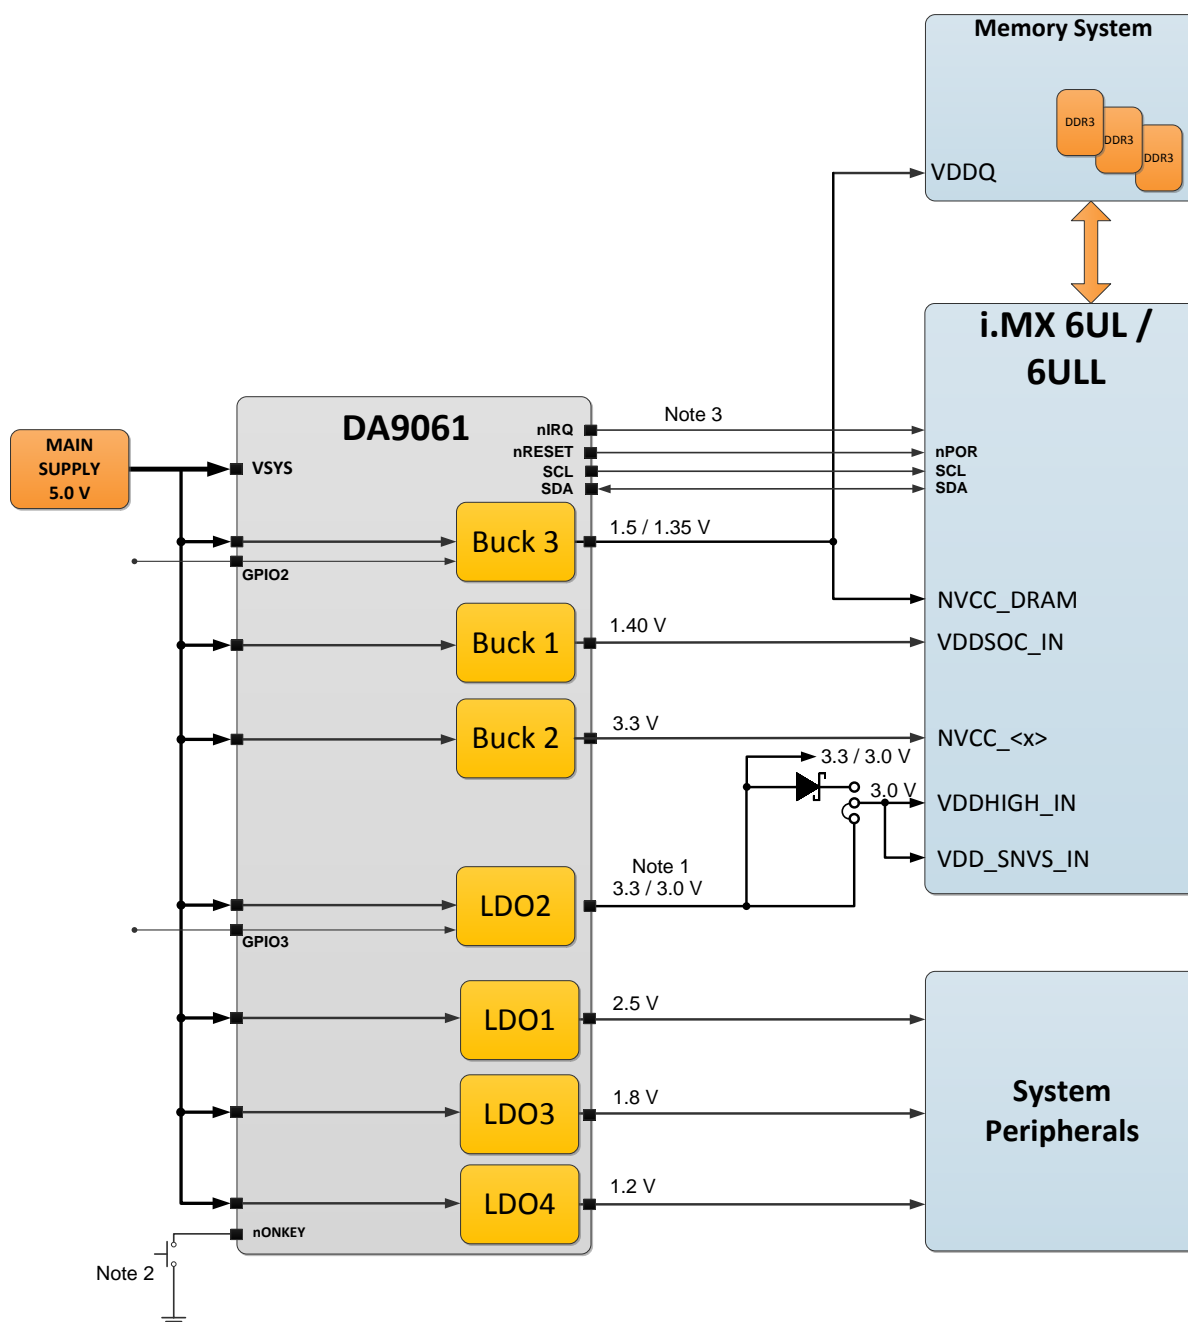 Memory System
DDR3
DDR3
DDR3
VDDQ
i.MX 6UL /
6ULL
DA9061
nIRQ
Note 3
nRESET
nPOR
MAIN
SUPPLY
5.0 V
VSYS
SCL
SCL
SDA
SDA
Buck 3
1.5 / 1.35 V
GPIO2
NVCC_DRAM
Buck 1
1.40 V
VDDSOC_IN
Buck 2
3.3 V
NVCC_<x>
3.3 / 3.0 V
3.0 V
VDDHIGH_IN
VDD_SNVS_IN
Note 1
3.3 / 3.0 V
LDO2
GPIO3
LDO1
2.5 V
System
Peripherals
LDO3
1.8 V
LDO4
1.2 V
nONKEY
Note 2